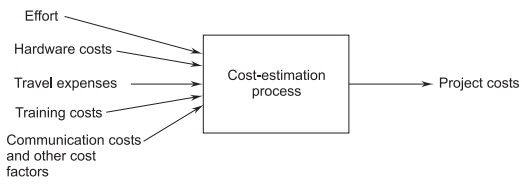 Effort
Hardware costs
Travel expenses
Training costs
Communication costs
and other cost
factors
Cost-estimation
process
Project costs